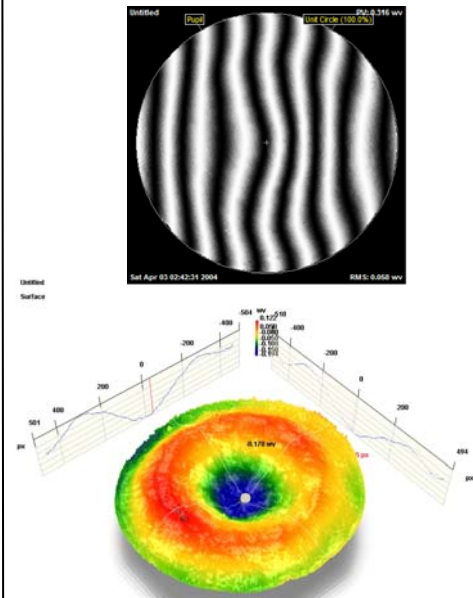 Untitled PV: 0.316 wv
Pupil Unit Circle (100.0%)
Sat Apr 03 02:42:31 2004 RMS: 0.058 wv
Untitled
Surface
wv
0.122
-504
-510
-400
-400
-200
-200
0
0
200
200
400
501
px
494
px
-0.178 wv